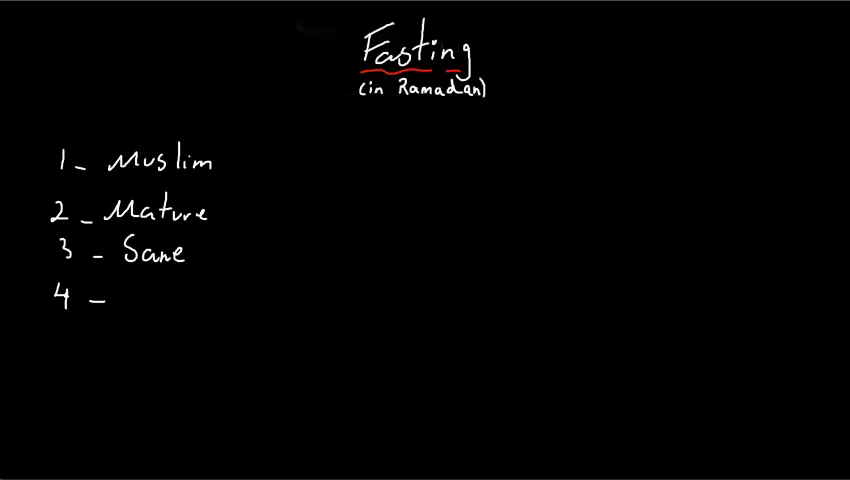 Fasting
(in Ramadan)
1- Muslim
2- Mature
3- Sane
4-